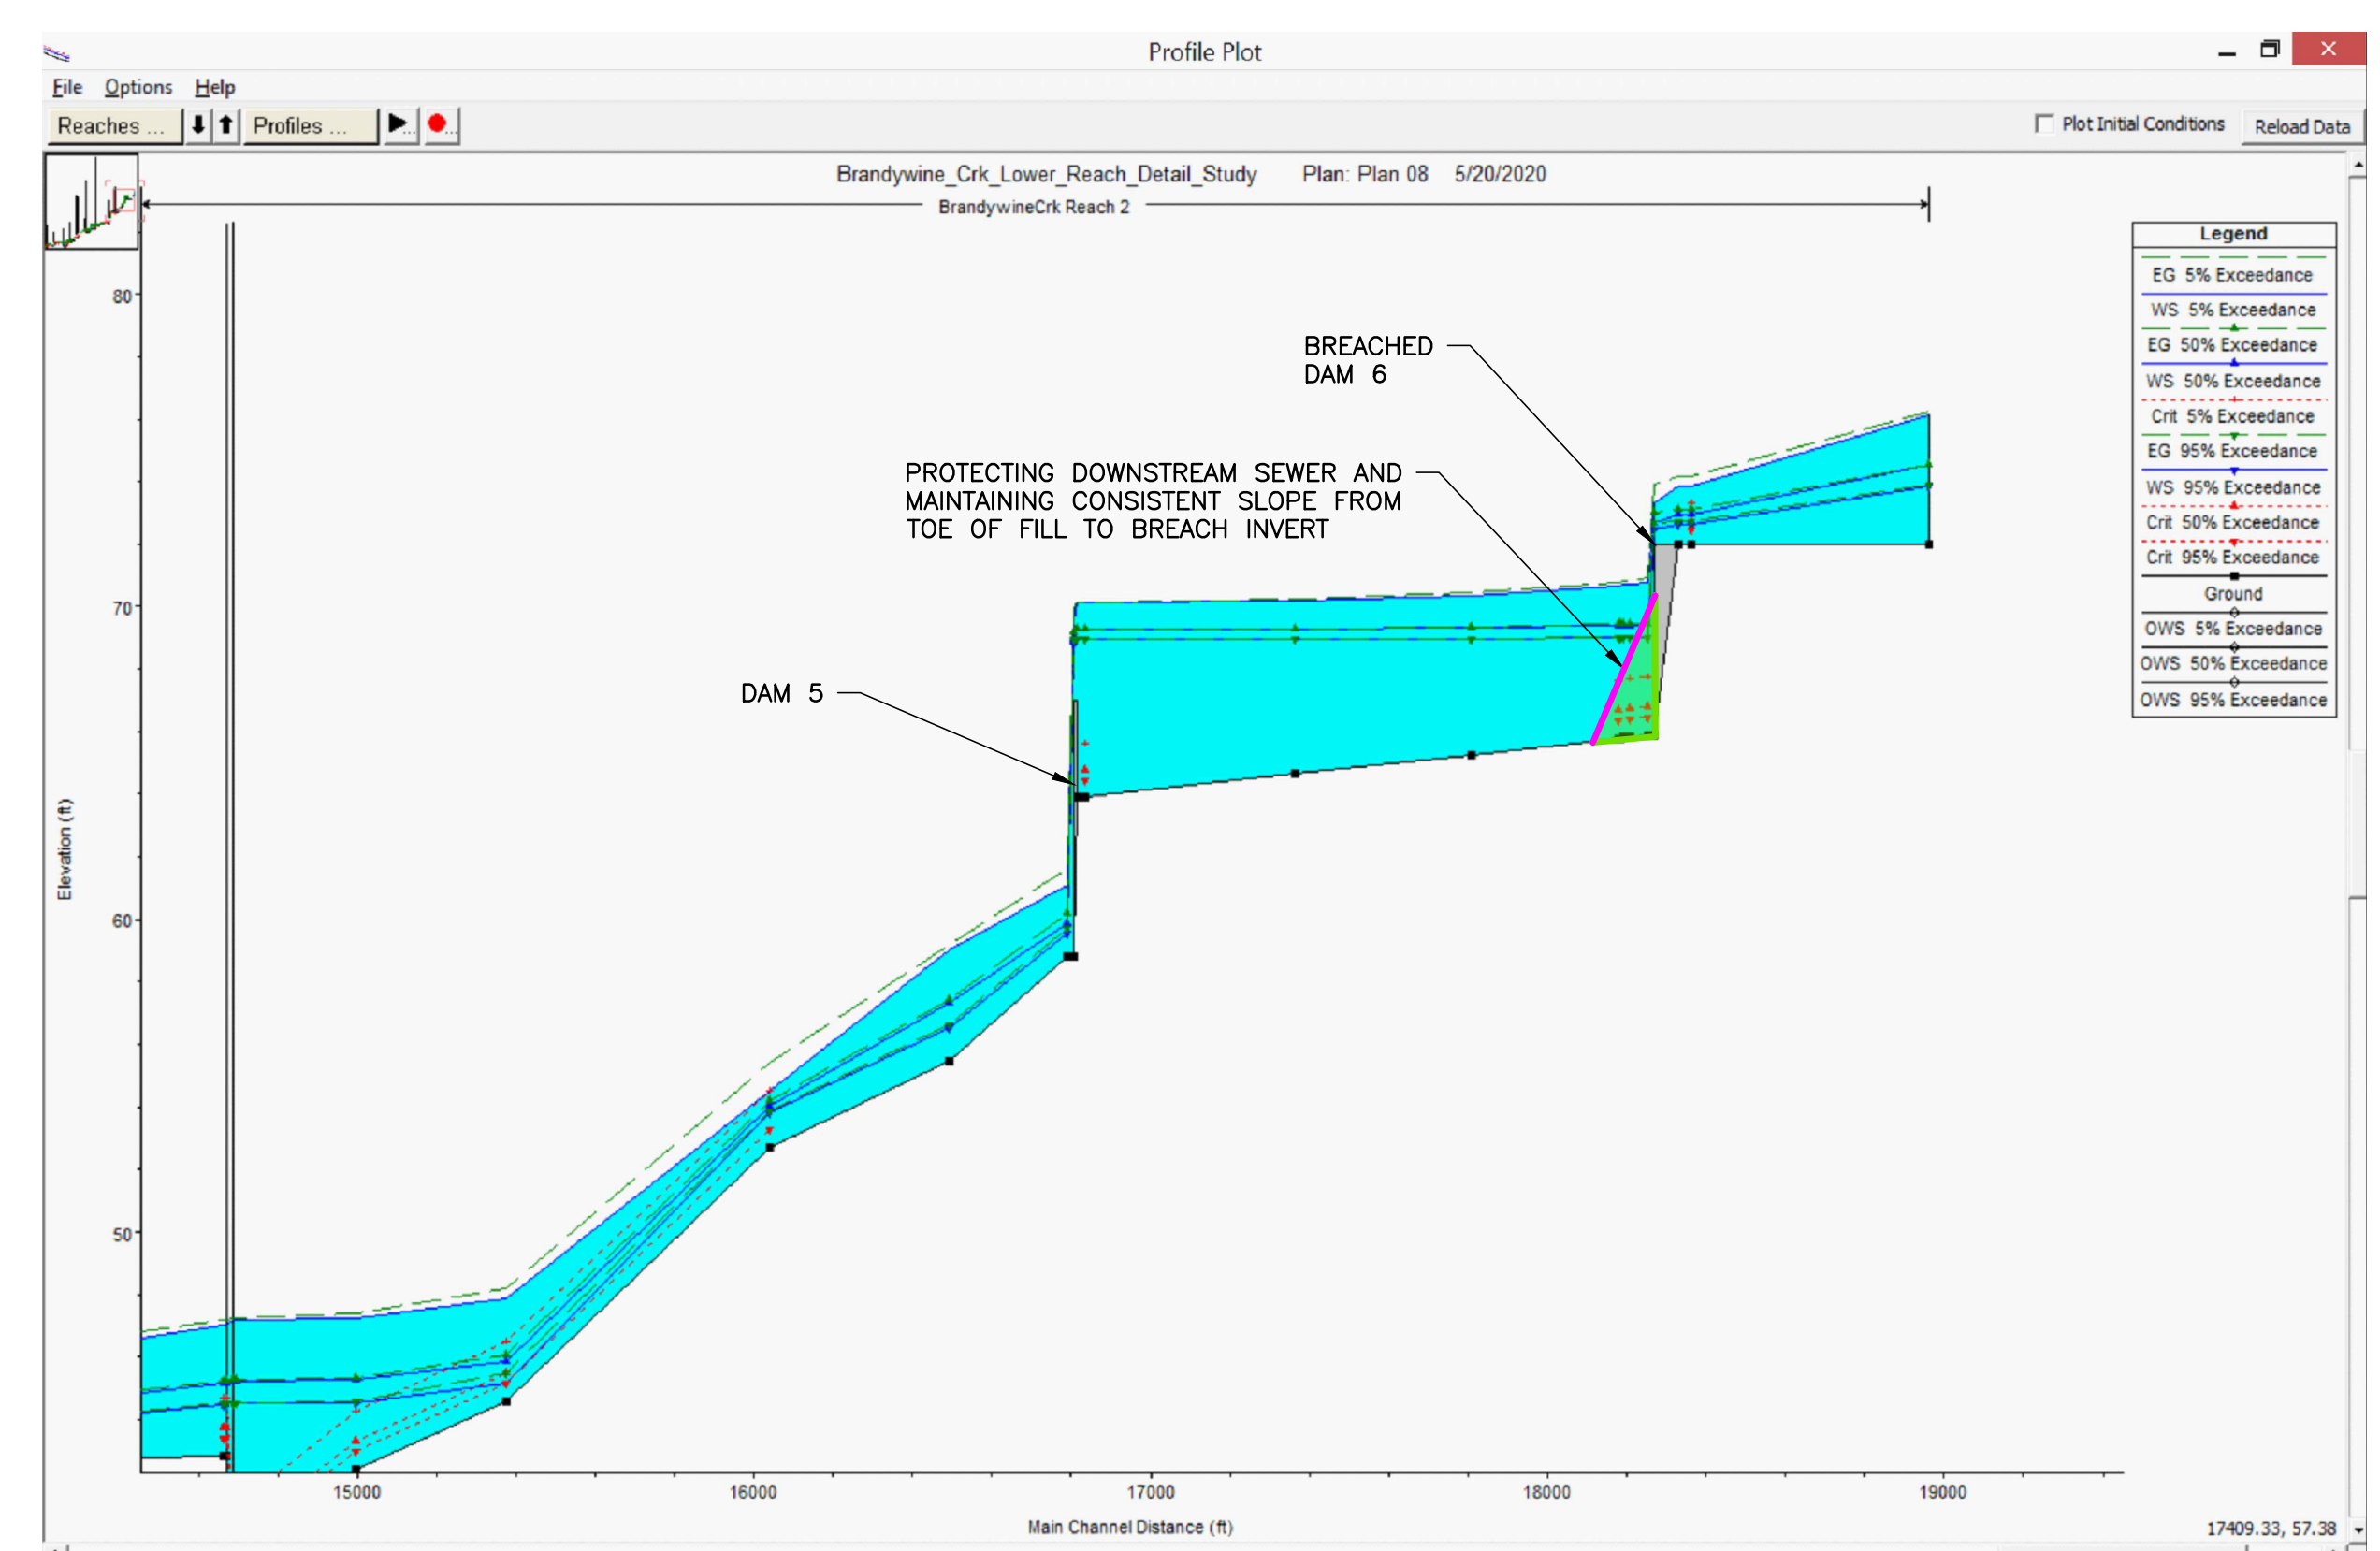 Profile Plot
File Options Help
Reaches ... Profiles ... Plot Initial Conditions Reload Data
Brandywine_Crk_Lower_Reach_Detail_Study Plan: Plan 08 5/20/2020
BrandywineCrk Reach 2
Legend
EG 5% Exceedance
WS 5% Exceedance
EG 50% Exceedance
WS 50% Exceedance
Crit 5% Exceedance
EG 95% Exceedance
WS 95% Exceedance
Crit 50% Exceedance
Crit 95% Exceedance
Ground
OWS 5% Exceedance
OWS 50% Exceedance
OWS 95% Exceedance
BREACHED
DAM 6
PROTECTING DOWNSTREAM SEWER AND
MAINTAINING CONSISTENT SLOPE FROM
TOE OF FILL TO BREACH INVERT
DAM 5
80
70
60
50
Elevation (ft)
15000 16000 17000 18000 19000
Main Channel Distance (ft)
17409.33, 57.38